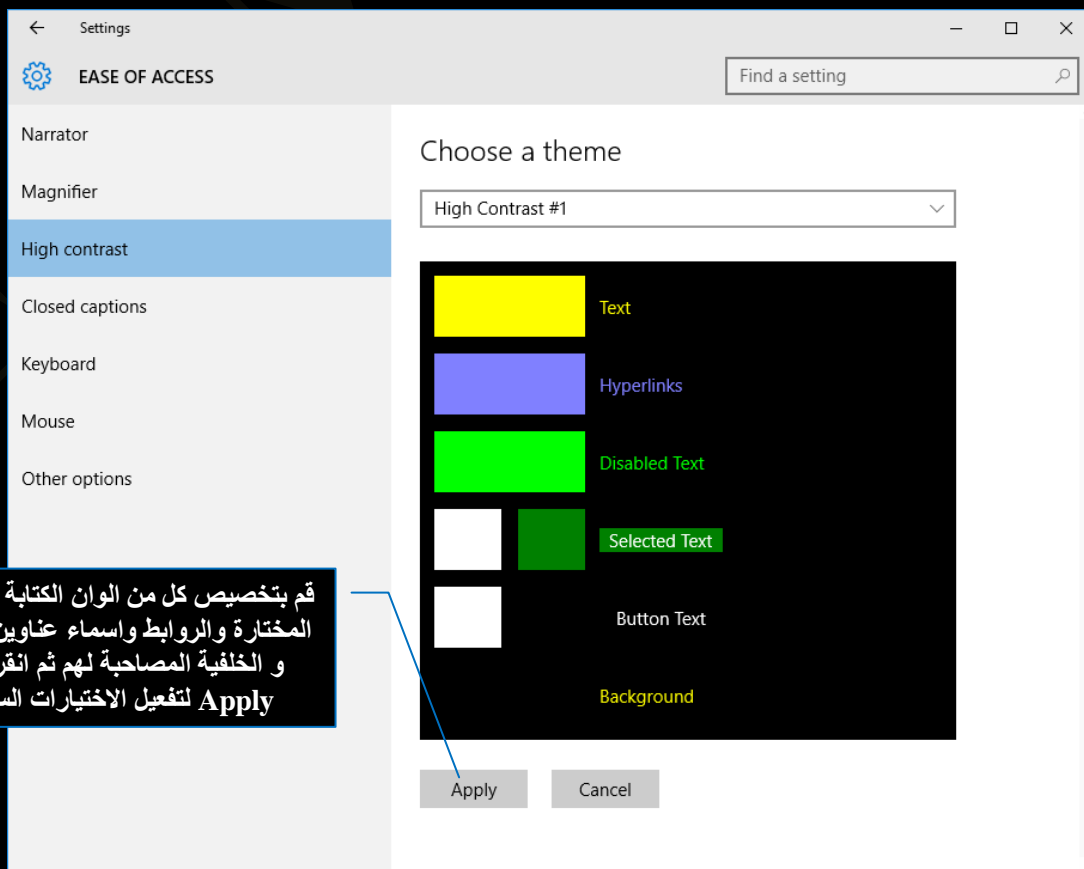 Settings
EASE OF ACCESS
Find a setting
Narrator
Magnifier
High contrast
Closed captions
Keyboard
Mouse
Other options
Choose a theme
High Contrast #1
Text
Hyperlinks
Disabled Text
Selected Text
Button Text
Background
Apply
Cancel
قم بتخصيص كل من الوان الكتابة
المختارة والروابط واسماء عناوين
و الخلفية المصاحبة لهم ثم انقر
Apply لتفعيل الاختيارات